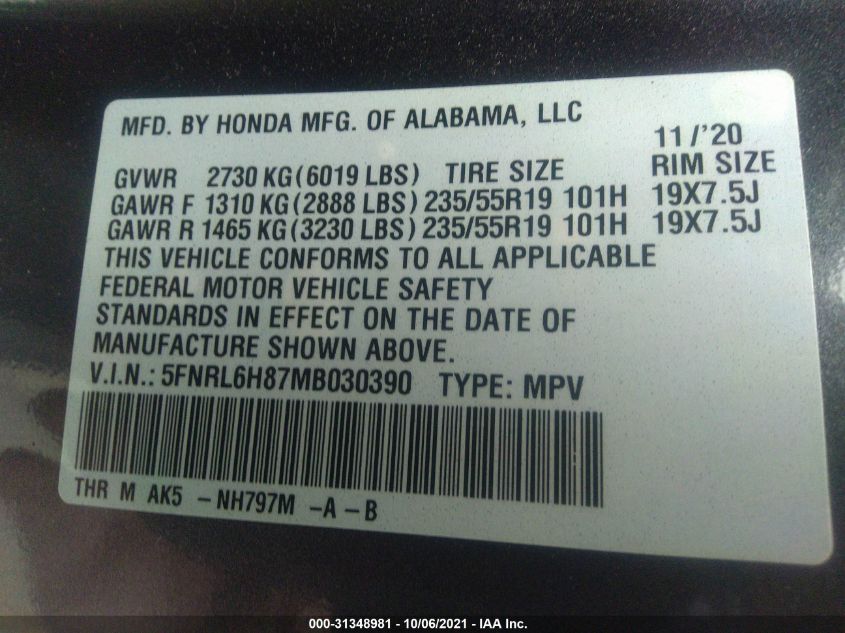 MFD. BY HONDA MFG. OF ALABAMA, LLC
11/'20
GVWR 2730 KG (6019 LBS) TIRE SIZE RIM SIZE
GAWR F 1310 KG (2888 LBS) 235/55R19 101H 19X7.5J
GAWR R 1465 KG (3230 LBS) 235/55R19 101H 19X7.5J
THIS VEHICLE CONFORMS TO ALL APPLICABLE
FEDERAL MOTOR VEHICLE SAFETY
STANDARDS IN EFFECT ON THE DATE OF
MANUFACTURE SHOWN ABOVE.
V.I.N.: 5FNRL6H87MB030390 TYPE: MPV
THR M AK5 -NH797M -A-B
000-31348981 - 10/06/2021 - IAA Inc.